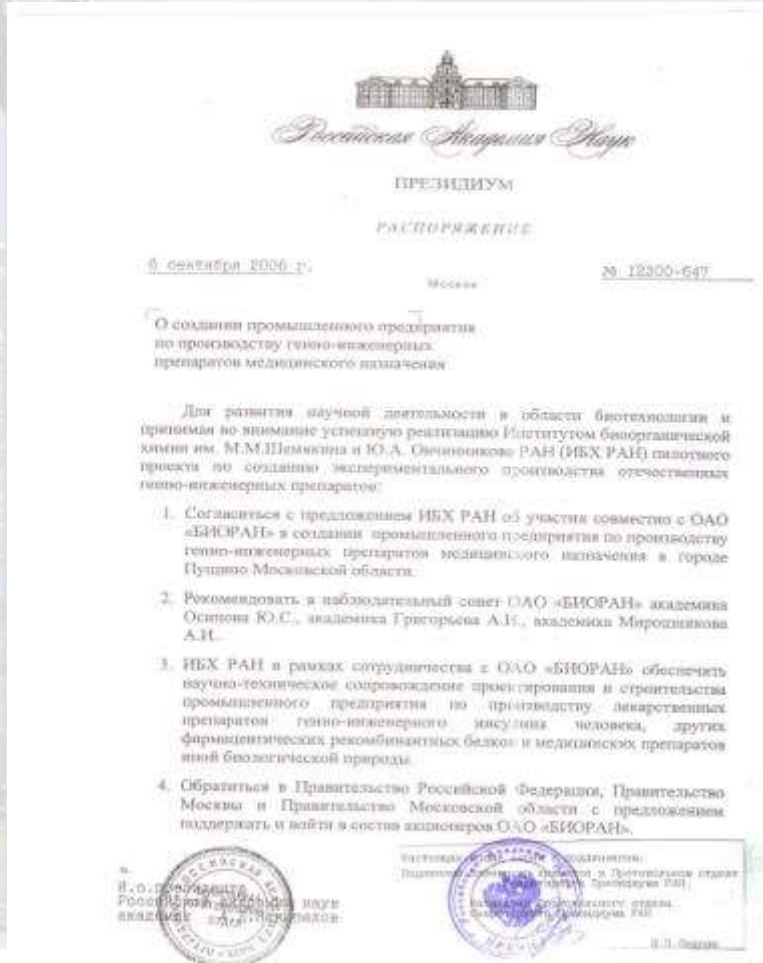 Российская Академия Наук
ПРЕЗИДИУМ
РАСПОРЯЖЕНИЕ
6 сентября 2006 г.
№ 12300-647
Москва
О создании промышленного предприятия
по производству генно-инженерных
препаратов медицинского назначения
Для развития научной деятельности в области биотехнологии и
принимая во внимание успешную реализацию Институтом биоорганической
химии им. М.М.Шемякина и Ю.А. Овчинникова РАН (ИБХ РАН) пилотного
проекта по созданию экспериментального производства отечественных
генно-инженерных препаратов:
1. Согласиться с предложением ИБХ РАН об участии совместно с ОАО
«БИОРАН» в создании промышленного предприятия по производству
генно-инженерных препаратов медицинского назначения в городе
Пущино Московской области.
2. Рекомендовать в наблюдательный совет ОАО «БИОРАН» академика
Осипова Ю.С., академика Григорьева А.И., академика Мирошникова
А.И.
3. ИБХ РАН в рамках сотрудничества с ОАО «БИОРАН» обеспечить
научно-техническое сопровождение проектирования и строительства
промышленного предприятия по производству лекарственных
препаратов генно-инженерного инсулина человека, других
фармацевтических рекомбинантных белков и медицинских препаратов
иной биологической природы.
4. Обратиться в Правительство Российской Федерации, Правительство
Москвы и Правительство Московской области с предложением
поддержать и войти в состав акционеров ОАО «БИОРАН».
И.о.президента
Российской академии наук
академик
Президиума РАН